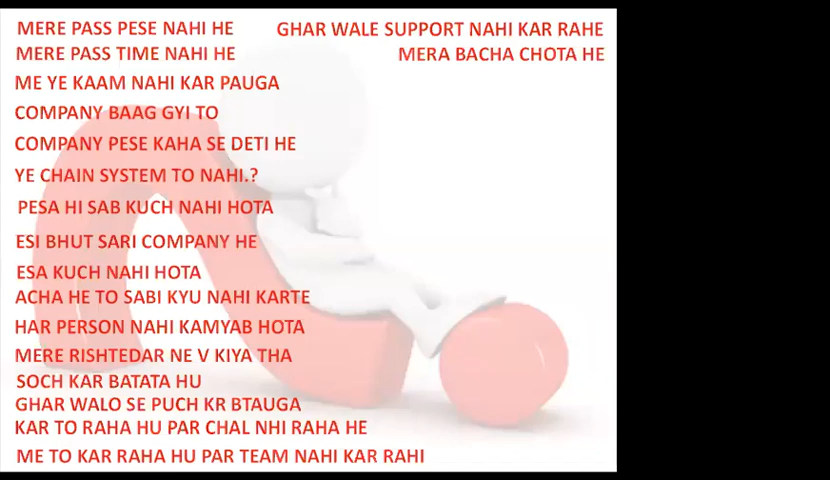 MERE PASS PESE NAHI HE
GHAR WALE SUPPORT NAHI KAR RAHE
MERE PASS TIME NAHI HE
MERA BACHA CHOTA HE
ME YE KAAM NAHI KAR PAUGA
COMPANY BAAG GYI TO
COMPANY PESE KAHA SE DETI HE
YE CHAIN SYSTEM TO NAHI.?
PESA HI SAB KUCH NAHI HOTA
ESI BHUT SARI COMPANY HE
ESA KUCH NAHI HOTA
ACHA HE TO SABI KYU NAHI KARTE
HAR PERSON NAHI KAMYAB HOTA
MERE RISHTEDAR NE V KIYA THA
SOCH KAR BATATA HU
GHAR WALO SE PUCH KR BTAUGA
KAR TO RAHA HU PAR CHAL NHI RAHA HE
ME TO KAR RAHA HU PAR TEAM NAHI KAR RAHI